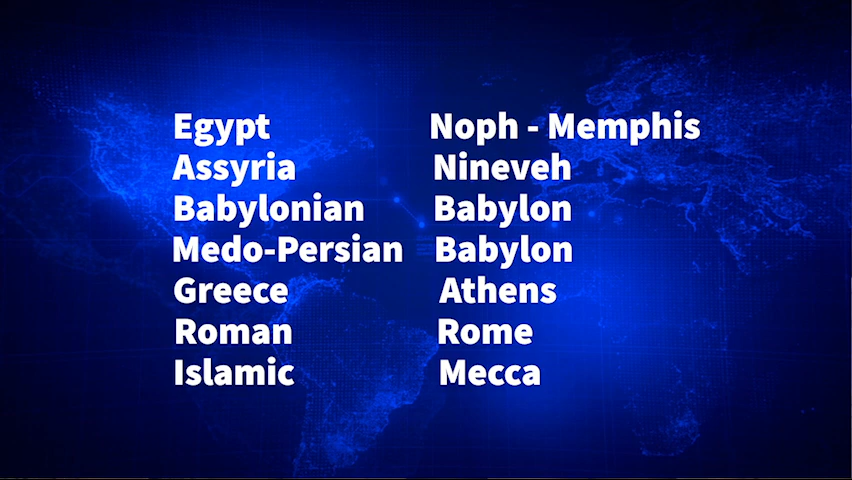 Egypt Noph - Memphis
Assyria Nineveh
Babylonian Babylon
Medo-Persian Babylon
Greece Athens
Roman Rome
Islamic Mecca